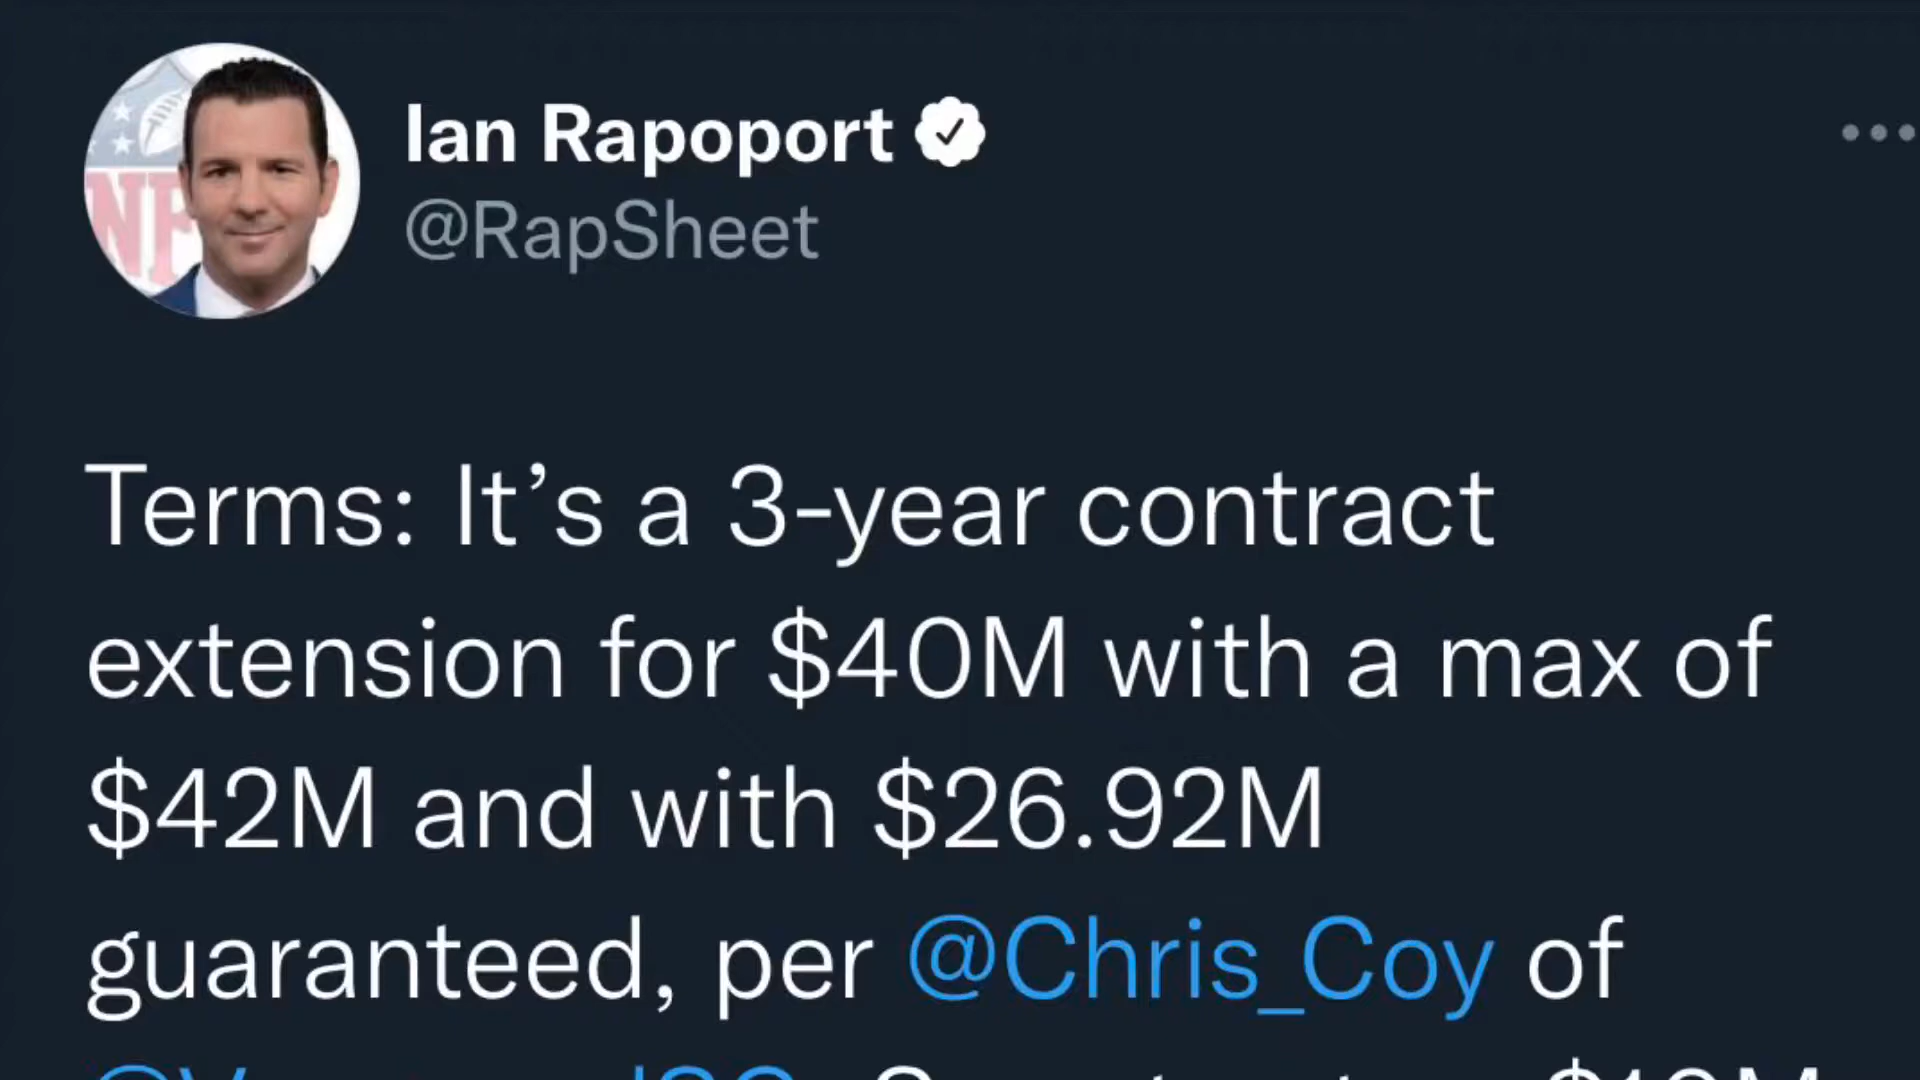 Ian Rapoport
@RapSheet
Terms: It’s a 3-year contract
extension for $40M with a max of
$42M and with $26.92M
guaranteed, per @Chris_Coy of